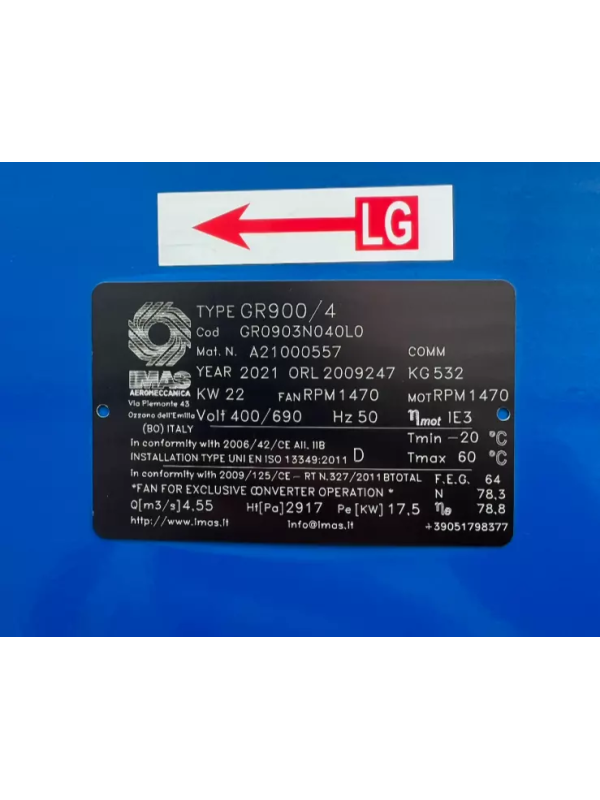 LG
TYPE GR900/4
Cod GR0903N040L0
Mat. N. A21000557 COMM
YEAR 2021 ORL 2009247 KG 532
IMAS
AEROMECCANICA
KW 22 FAN RPM 1470 MOT RPM 1470
Via Piemonte 43
Ozzano dell'Emilia
(BO) ITALY
Volt 400/690 Hz 50 ηmot IE3
In conformity with 2006/42/CE All. IIB Tmin -20 °C
INSTALLATION TYPE UNI EN ISO 13349:2011 D Tmax 60 °C
In conformity with 2009/125/CE - RT N.327/2011 BTOTAL F.E.G. 64
*FAN FOR EXCLUSIVE CONVERTER OPERATION * N 78.3
Q[m3/s] 4.55 Ht[Pa] 2917 Pe [KW] 17.5 ηe 78.8
http://www.imas.it info@imas.it +39051798377